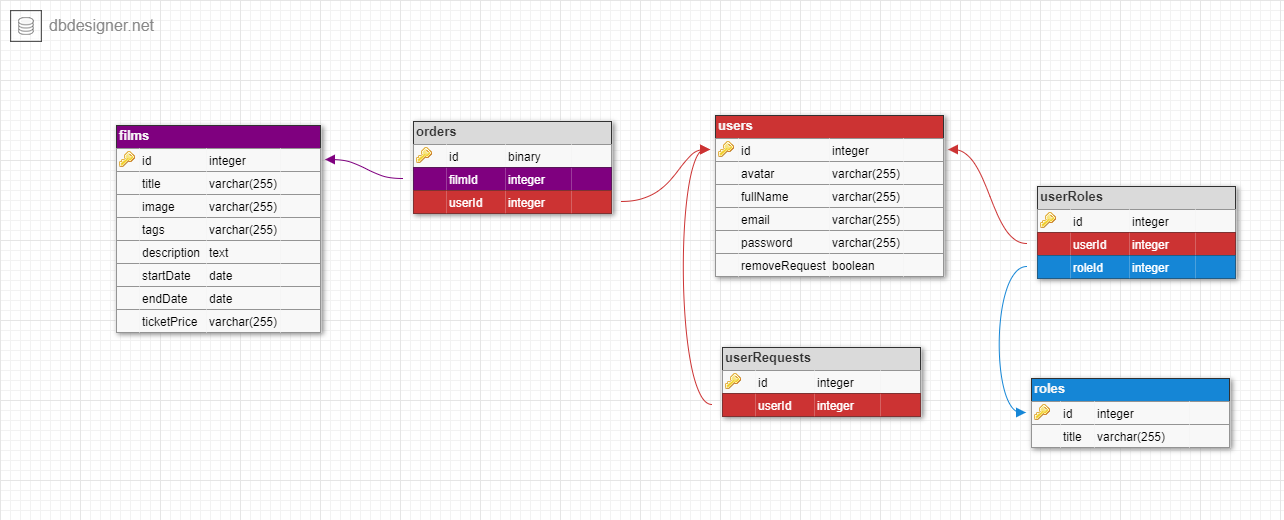 dbdesigner.net
films
id integer
title varchar(255)
image varchar(255)
tags varchar(255)
description text
startDate date
endDate date
ticketPrice varchar(255)
orders
id binary
filmId integer
userId integer
users
id integer
avatar varchar(255)
fullName varchar(255)
email varchar(255)
password varchar(255)
removeRequest boolean
userRoles
id integer
userId integer
roleId integer
userRequests
id integer
userId integer
roles
id integer
title varchar(255)